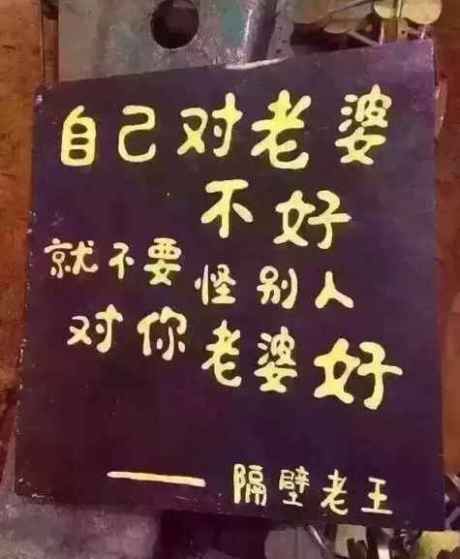 自己对老婆
不好
就不要怪别人
对你老婆好
——隔壁老王